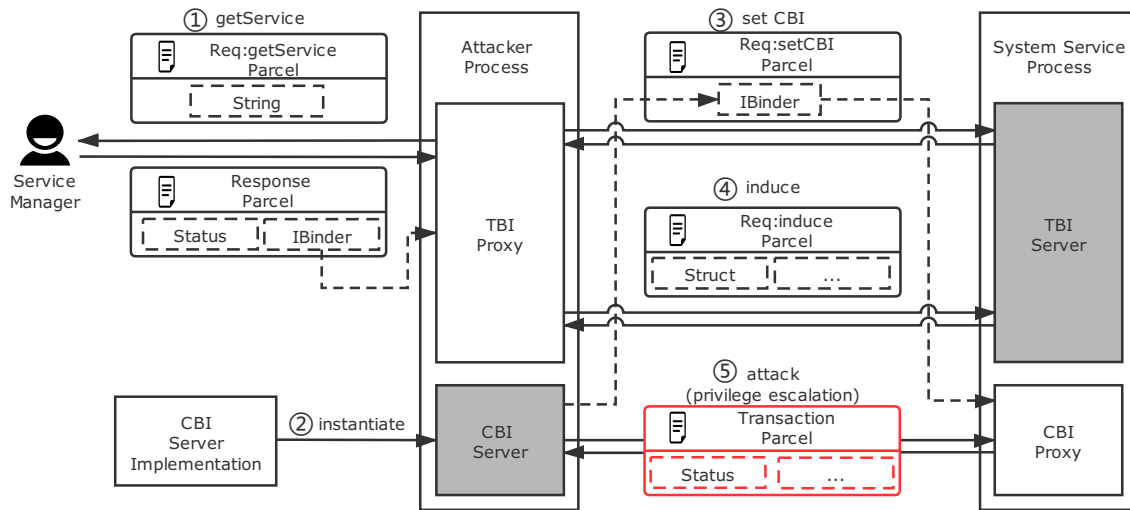 ① getService
Req:getService
Parcel
String
Service
Manager
Response
Parcel
Status
IBinder
Attacker
Process
TBI
Proxy
③ set CBI
Req:setCBI
Parcel
IBinder
④ induce
Req:induce
Parcel
Struct
...
System Service
Process
TBI
Server
CBI
Server
Implementation
② instantiate
CBI
Server
⑤ attack
(privilege escalation)
Transaction
Parcel
Status
...
CBI
Proxy